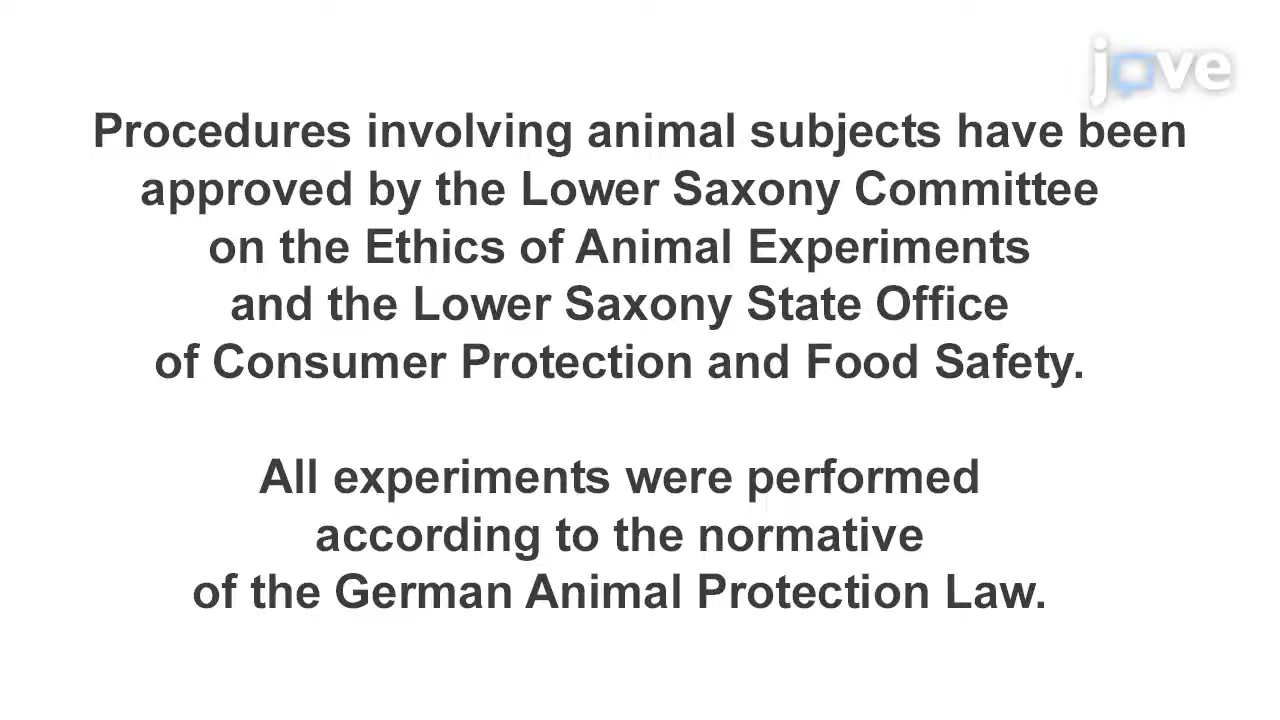 jove
Procedures involving animal subjects have been
approved by the Lower Saxony Committee
on the Ethics of Animal Experiments
and the Lower Saxony State Office
of Consumer Protection and Food Safety.
All experiments were performed
according to the normative
of the German Animal Protection Law.